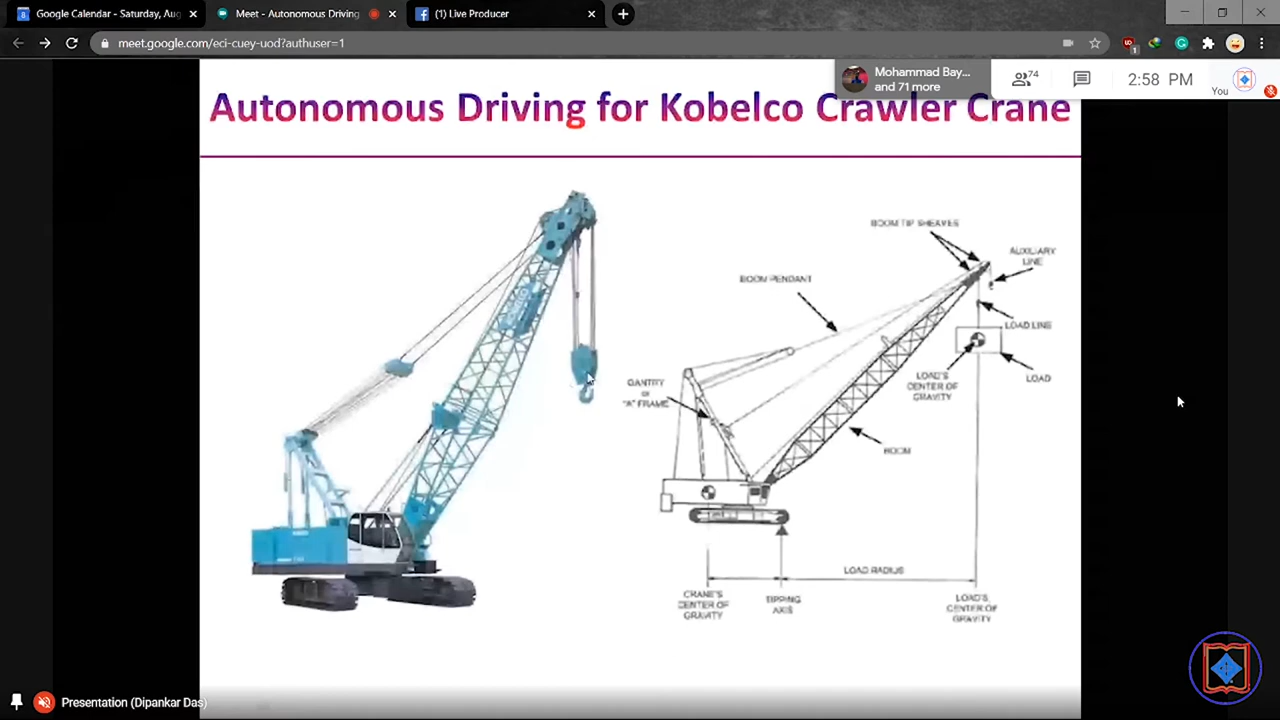 Google Calendar - Saturday, Aug
Meet - Autonomous Driving
(1) Live Producer
meet.google.com/eci-cuey-uod?authuser=1
Mohammad Bay...
and 71 more
74
2:58 PM
You
Autonomous Driving for Kobelco Crawler Crane
BOOM TIP SHEAVES
AUXILIARY
LINE
BOOM PENDANT
LOAD LINE
GANTRY
or
"A" FRAME
LOAD'S
CENTER OF
GRAVITY
LOAD
BOOM
LOAD RADIUS
CRANE'S
CENTER OF
GRAVITY
TIPPING
AXIS
LOAD'S
CENTER OF
GRAVITY
Presentation (Dipankar Das)